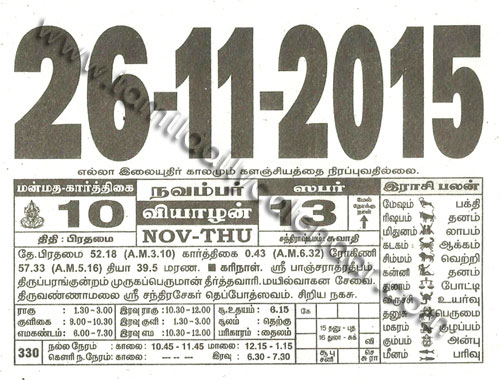 26-11-2015
எல்லா இலையுதிர் காலமும் களஞ்சியத்தை நிரப்புவதில்லை.
மன்மத-கார்த்திகை
10
திதி : பிரதமை
நவம்பர்
வியாழன்
NOV-THU
ஸபர்
13
மேல் நோக்கு நாள்
சந்திராஷ்டமம்: சுவாதி
தே.பிரதமை 52.18 (A.M.3.10) கார்த்திகை 0.43 (A.M.6.32) ரோகிணி
57.33 (A.M.5.16) தியா 39.5 மரண. ■ கரிநாள். ஸ்ரீ பாஞ்சராத்ரதீபம்.
திருப்பரங்குன்றம் முருகப்பெருமான் தீர்த்தவாரி. மயில்வாகன சேவை.
திருவண்ணாமலை ஸ்ரீ சந்திரசேகர் தெப்போத்ஸவம். சிறிய நகசு.
ராகு : 1.30 - 3.00 இரவு ராகு :10.30-12.00 சூ.உதயம் : 6.15
குளிகை : 9.00 - 10.30 இரவு குளி : 1.30 - 3.00 சூலம் : தெற்கு
எமகண்டம் : 6.00 - 7.30 இரவு எம :10.30-12.00 பரிகாரம் : தைலம்
330
நல்ல நேரம் : காலை : 10.45 - 11.45 மாலை : 12.15 - 1.15
கௌரி ந.நேரம் : காலை : ---- இரவு : 6.30 - 7.30
கே
15 தனு - புத
16 துலா - சுக்
சூ பு சனி
செ சு ரா
இராசி பலன்
மேஷம் பக்தி
ரிஷபம் தனம்
மிதுனம் லாபம்
கடகம் ஆக்கம்
சிம்மம் வெற்றி
கன்னி தனம்
துலாம் போட்டி
விருச்சி உயர்வு
தனுசு பெருமை
மகரம் குழப்பம்
கும்பம் அன்பு
மீனம் பரிவு
www.tamildailycalendar.com